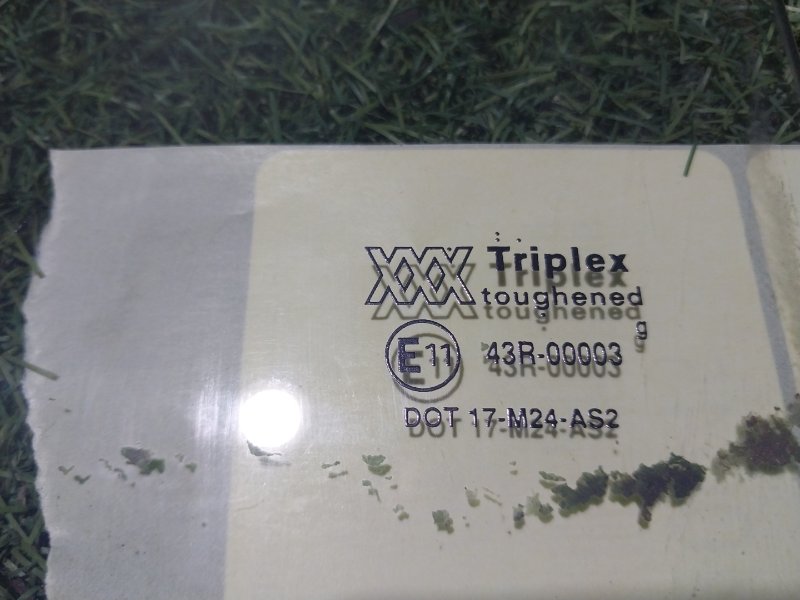 XXX Triplex
toughened
g
E11 43R-00003
DOT 17-M24-AS2